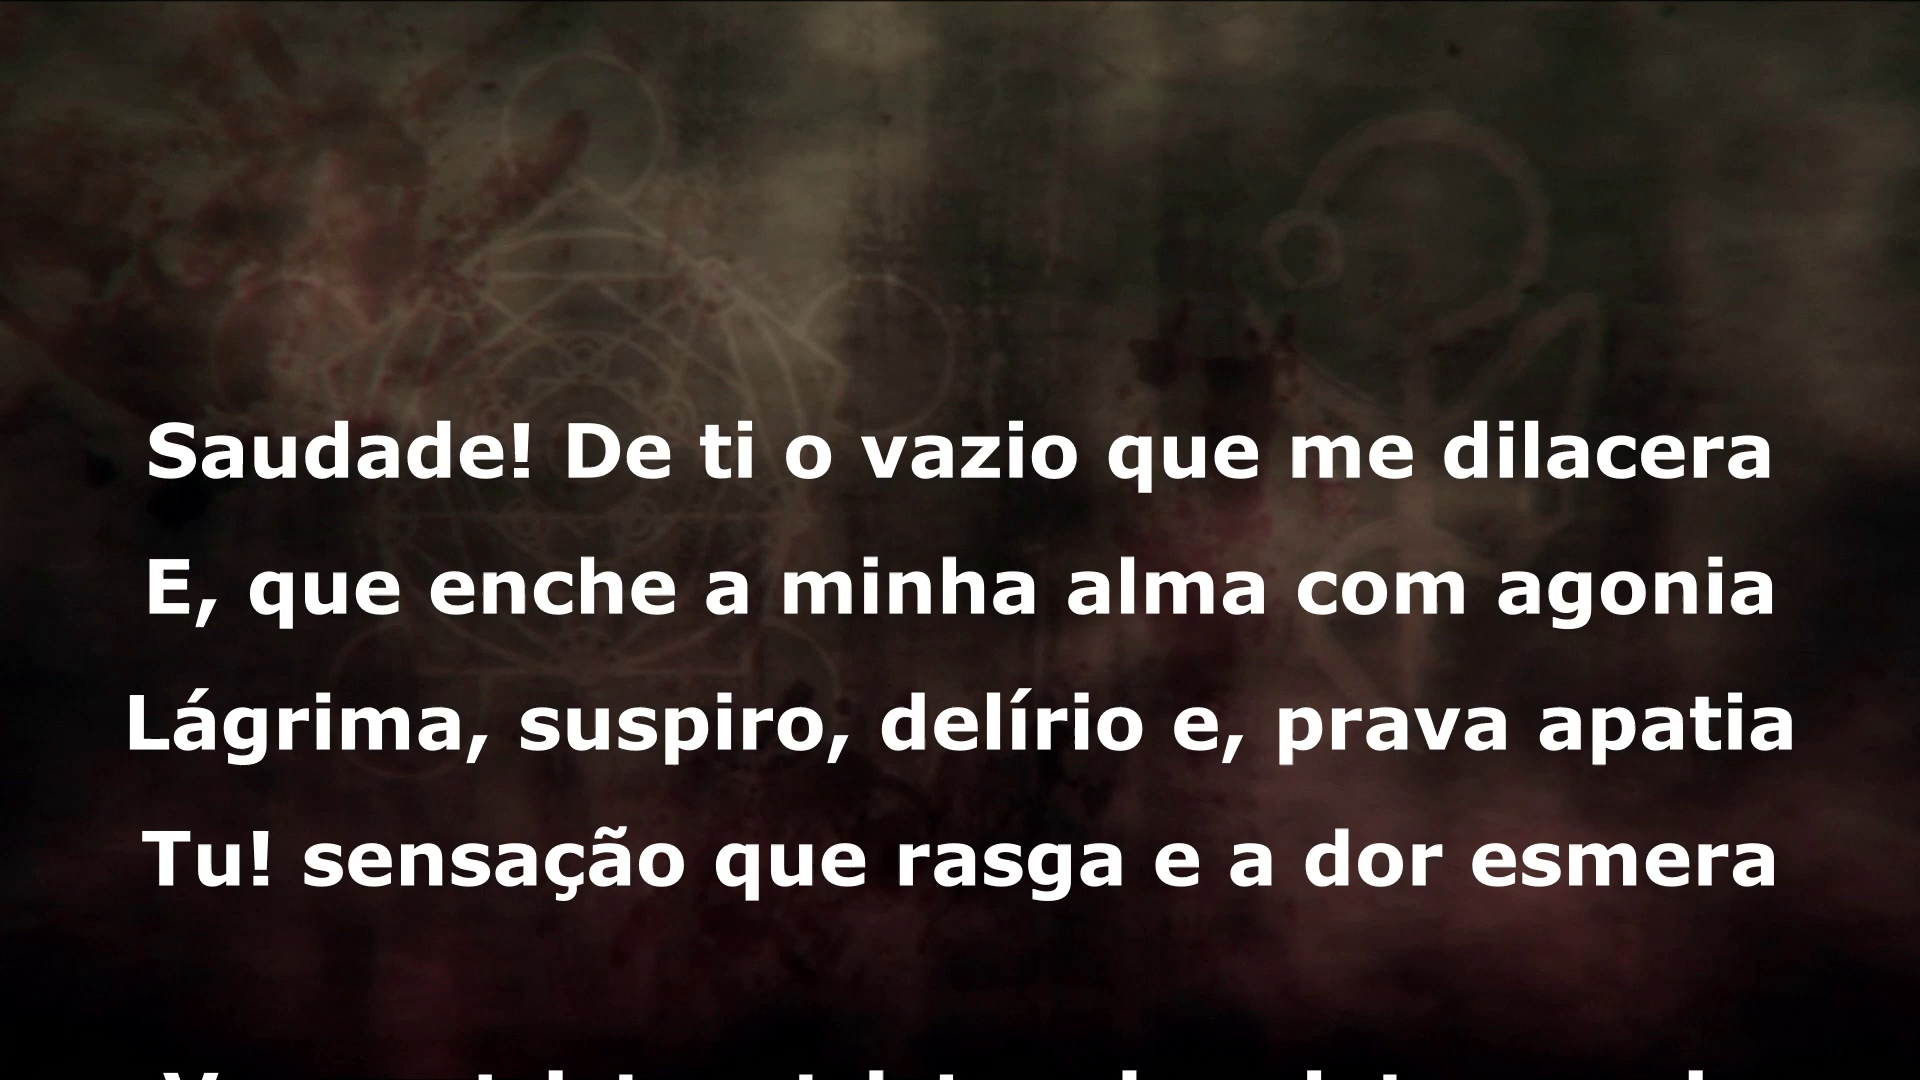 Saudade! De ti o vazio que me dilacera
E, que enche a minha alma com agonia
Lágrima, suspiro, delírio e, prava apatia
Tu! sensação que rasga e a dor esmera